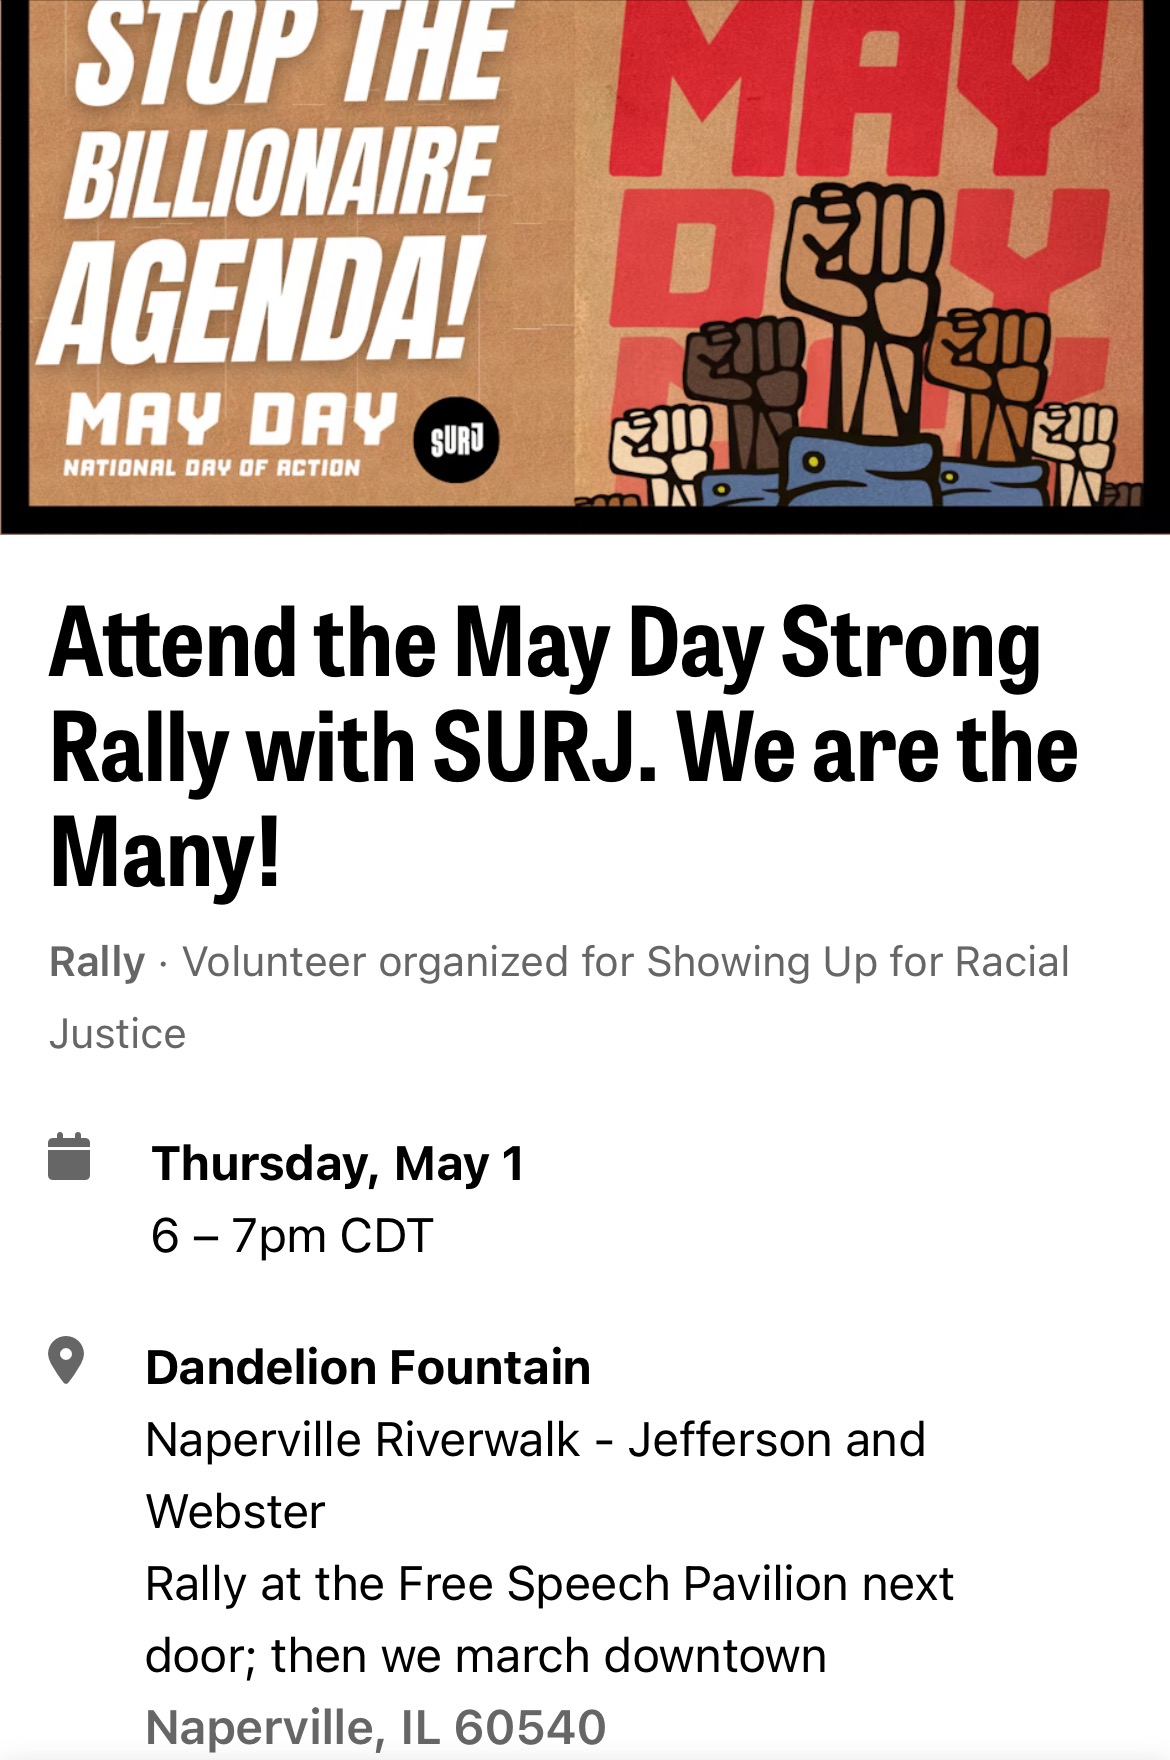 STOP THE
BILLIONAIRE
AGENDA!
MAY DAY
NATIONAL DAY OF ACTION
SURJ
MAY
DAY
Attend the May Day Strong
Rally with SURJ. We are the
Many!
Rally · Volunteer organized for Showing Up for Racial
Justice
Thursday, May 1
6 – 7pm CDT
Dandelion Fountain
Naperville Riverwalk - Jefferson and
Webster
Rally at the Free Speech Pavilion next
door; then we march downtown
Naperville, IL 60540